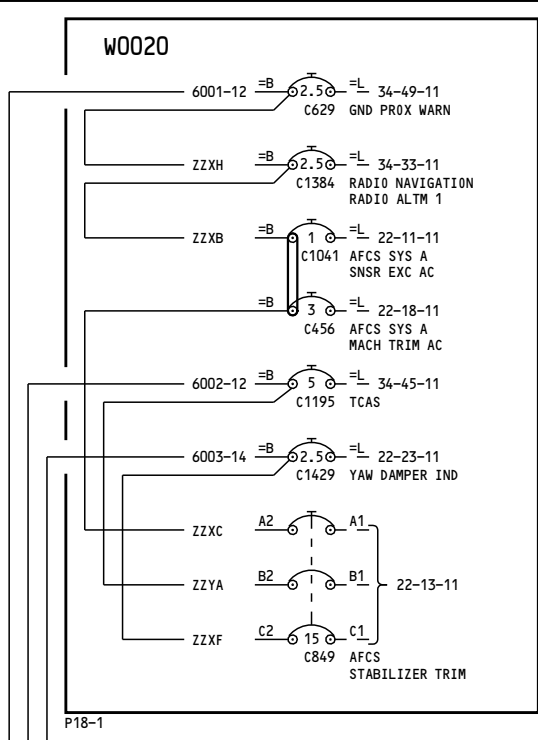 W0020
6001-12 =B 2.5 =L 34-49-11
C629 GND PROX WARN
ZZXH =B 2.5 =L 34-33-11
C1384 RADIO NAVIGATION
RADIO ALTM 1
ZZXB =B 1 =L 22-11-11
C1041 AFCS SYS A
SNSR EXC AC
=B 3 =L 22-18-11
C456 AFCS SYS A
MACH TRIM AC
6002-12 =B 5 =L 34-45-11
C1195 TCAS
6003-14 =B 2.5 =L 22-23-11
C1429 YAW DAMPER IND
ZZXC A2 A1
ZZYA B2 B1 22-13-11
ZZXF C2 15 C1
C849 AFCS
STABILIZER TRIM
P18-1